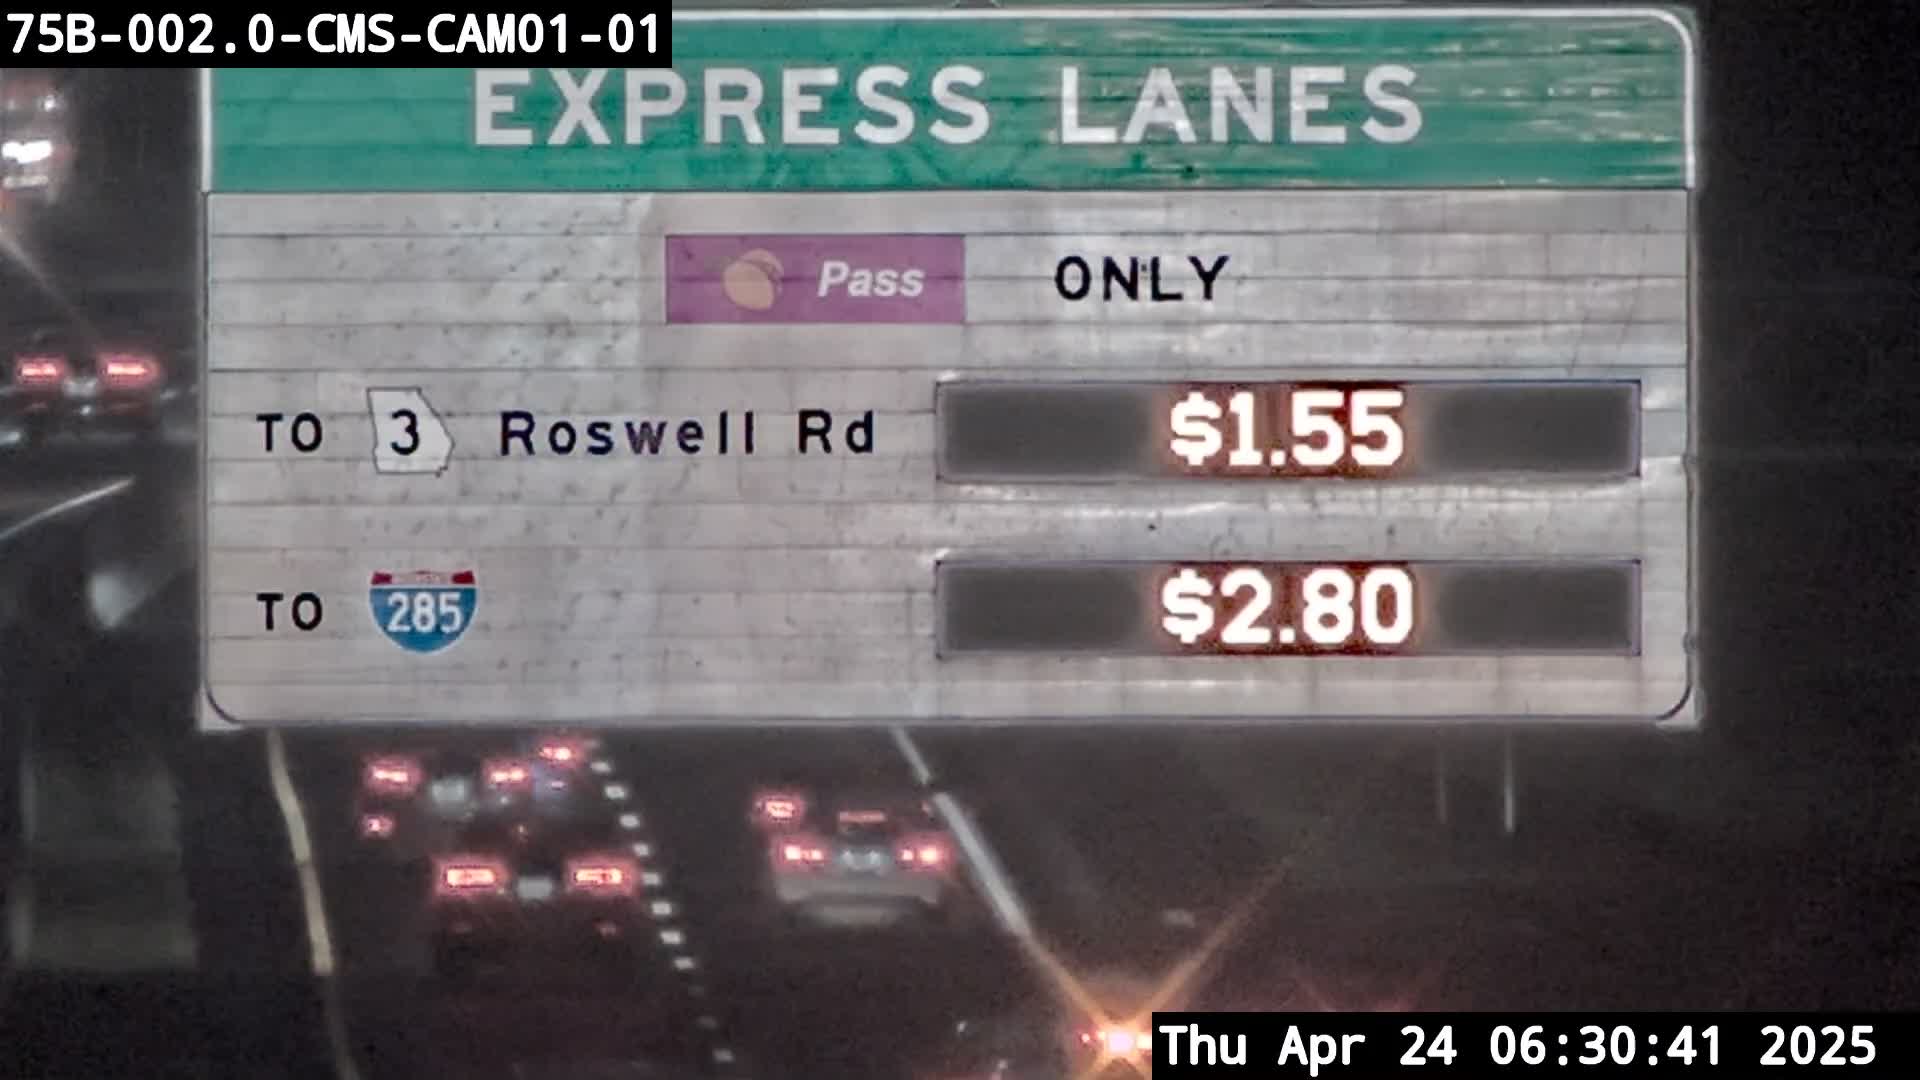 75B-002.0-CMS-CAM01-01
EXPRESS LANES
Pass ONLY
TO 3 Roswell Rd $1.55
TO 285 $2.80
Thu Apr 24 06:30:41 2025